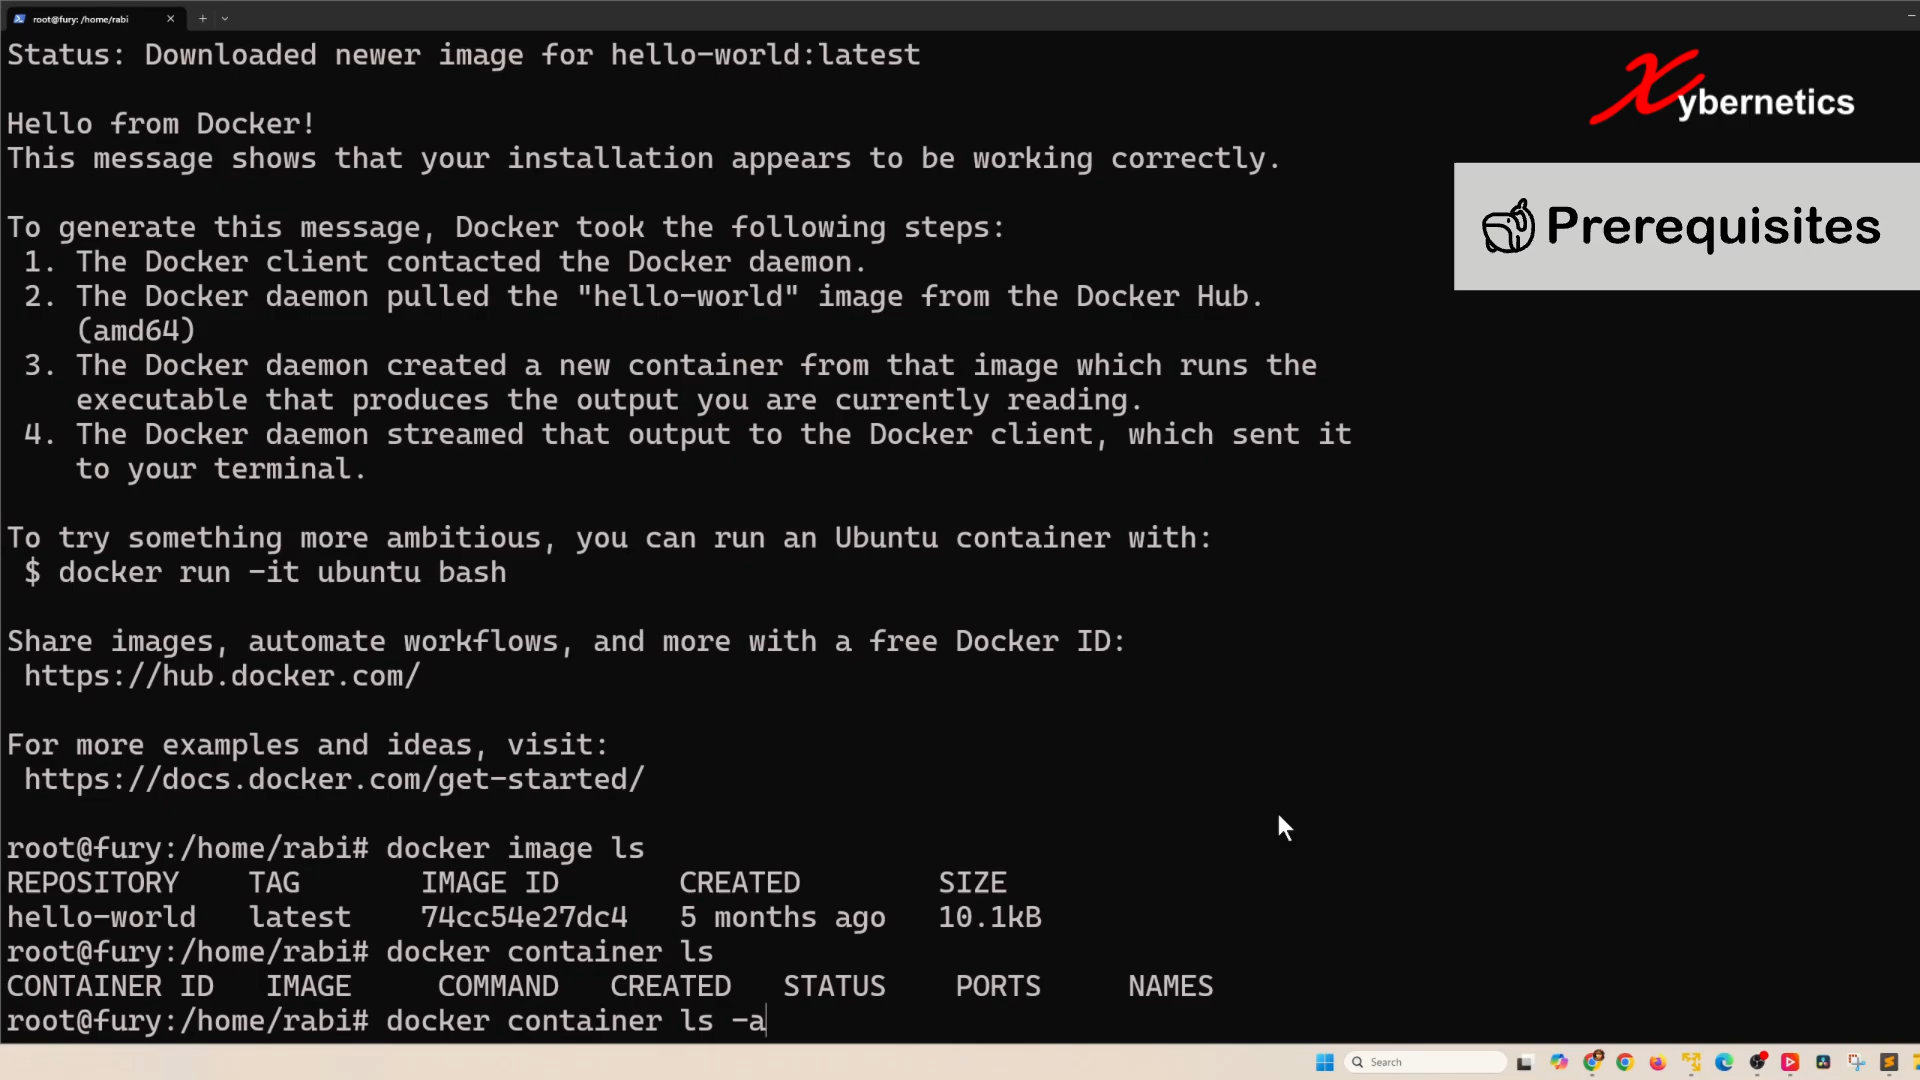 root@fury: /home/rabi
Status: Downloaded newer image for hello-world:latest
Xybernetics
Hello from Docker!
This message shows that your installation appears to be working correctly.
Prerequisites
To generate this message, Docker took the following steps:
1. The Docker client contacted the Docker daemon.
2. The Docker daemon pulled the "hello-world" image from the Docker Hub.
(amd64)
3. The Docker daemon created a new container from that image which runs the
executable that produces the output you are currently reading.
4. The Docker daemon streamed that output to the Docker client, which sent it
to your terminal.
To try something more ambitious, you can run an Ubuntu container with:
$ docker run -it ubuntu bash
Share images, automate workflows, and more with a free Docker ID:
https://hub.docker.com/
For more examples and ideas, visit:
https://docs.docker.com/get-started/
root@fury:/home/rabi# docker image ls
REPOSITORY TAG IMAGE ID CREATED SIZE
hello-world latest 74cc54e27dc4 5 months ago 10.1kB
root@fury:/home/rabi# docker container ls
CONTAINER ID IMAGE COMMAND CREATED STATUS PORTS NAMES
root@fury:/home/rabi# docker container ls -a
Search